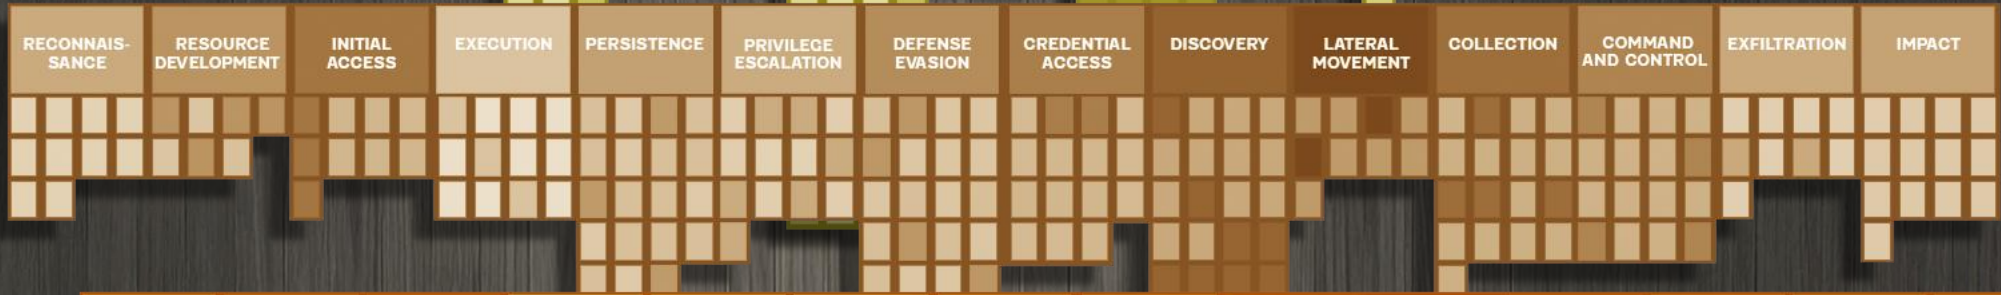 RECONNAIS-
SANCE
RESOURCE
DEVELOPMENT
INITIAL
ACCESS
EXECUTION
PERSISTENCE
PRIVILEGE
ESCALATION
DEFENSE
EVASION
CREDENTIAL
ACCESS
DISCOVERY
LATERAL
MOVEMENT
COLLECTION
COMMAND
AND CONTROL
EXFILTRATION
IMPACT